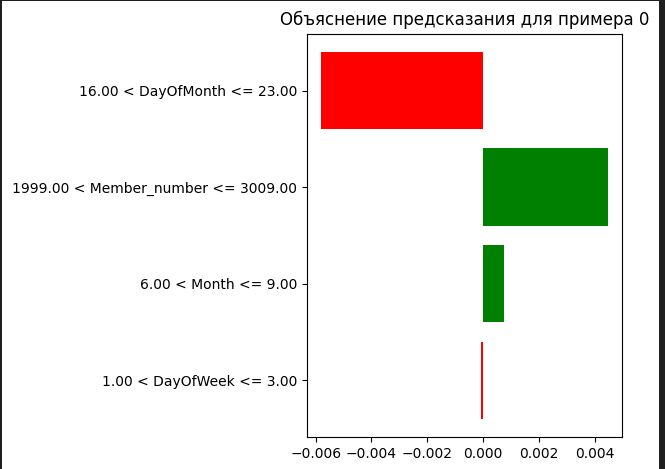 Объяснение предсказания для примера 0
16.00 < DayOfMonth <= 23.00
1999.00 < Member_number <= 3009.00
6.00 < Month <= 9.00
1.00 < DayOfWeek <= 3.00
−0.006 −0.004 −0.002 0.000 0.002 0.004